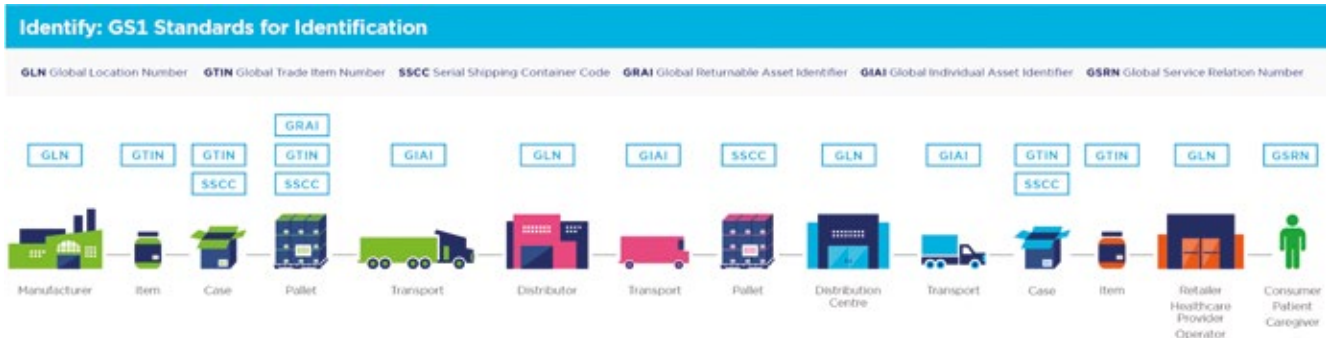 Identify: GS1 Standards for Identification
GLN Global Location Number GTIN Global Trade Item Number SSCC Serial Shipping Container Code GRAI Global Returnable Asset Identifier GIAI Global Individual Asset Identifier GSRN Global Service Relation Number
GRAI
GLN GTIN GTIN GTIN GIAI GLN GIAI SSCC GLN GIAI GTIN GTIN GLN GSRN
SSCC SSCC SSCC
Manufacturer Item Case Pallet Transport Distributor Transport Pallet Distribution Transport Case Item Retailer Consumer
Centre Healthcare Patient
Provider Caregiver
Operator